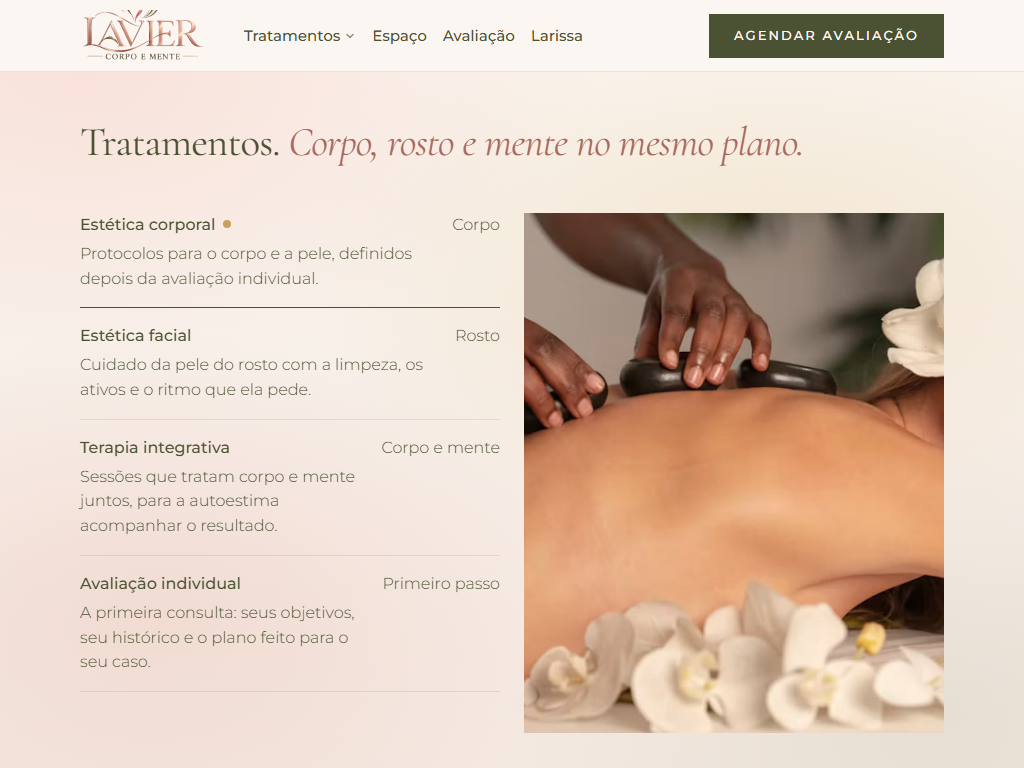 LAVIER
CORPO E MENTE
Tratamentos
Espaço
Avaliação
Larissa
AGENDAR AVALIAÇÃO
Tratamentos. Corpo, rosto e mente no mesmo plano.
Estética corporal
Corpo
Protocolos para o corpo e a pele, definidos
depois da avaliação individual.
Estética facial
Rosto
Cuidado da pele do rosto com a limpeza, os
ativos e o ritmo que ela pede.
Terapia integrativa
Corpo e mente
Sessões que tratam corpo e mente
juntos, para a autoestima
acompanhar o resultado.
Avaliação individual
Primeiro passo
A primeira consulta: seus objetivos,
seu histórico e o plano feito para o
seu caso.